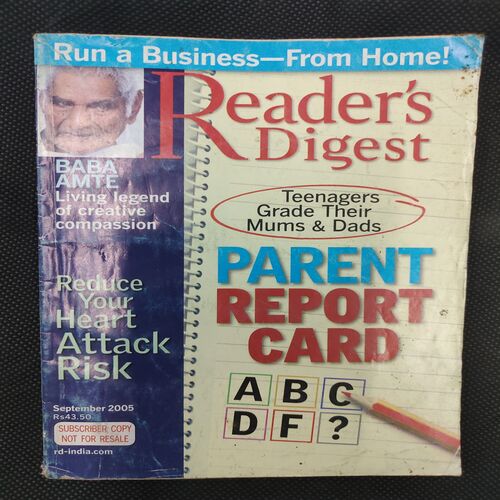 Run a Business—From Home!
Reader's
Digest
BABA
AMTE
Living legend
of creative
compassion
Teenagers
Grade Their
Mums & Dads
PARENT
REPORT
CARD
Reduce
Your
Heart
Attack
Risk
A B C
D F ?
September 2005
Rs43.50
SUBSCRIBER COPY
NOT FOR RESALE
rd-india.com